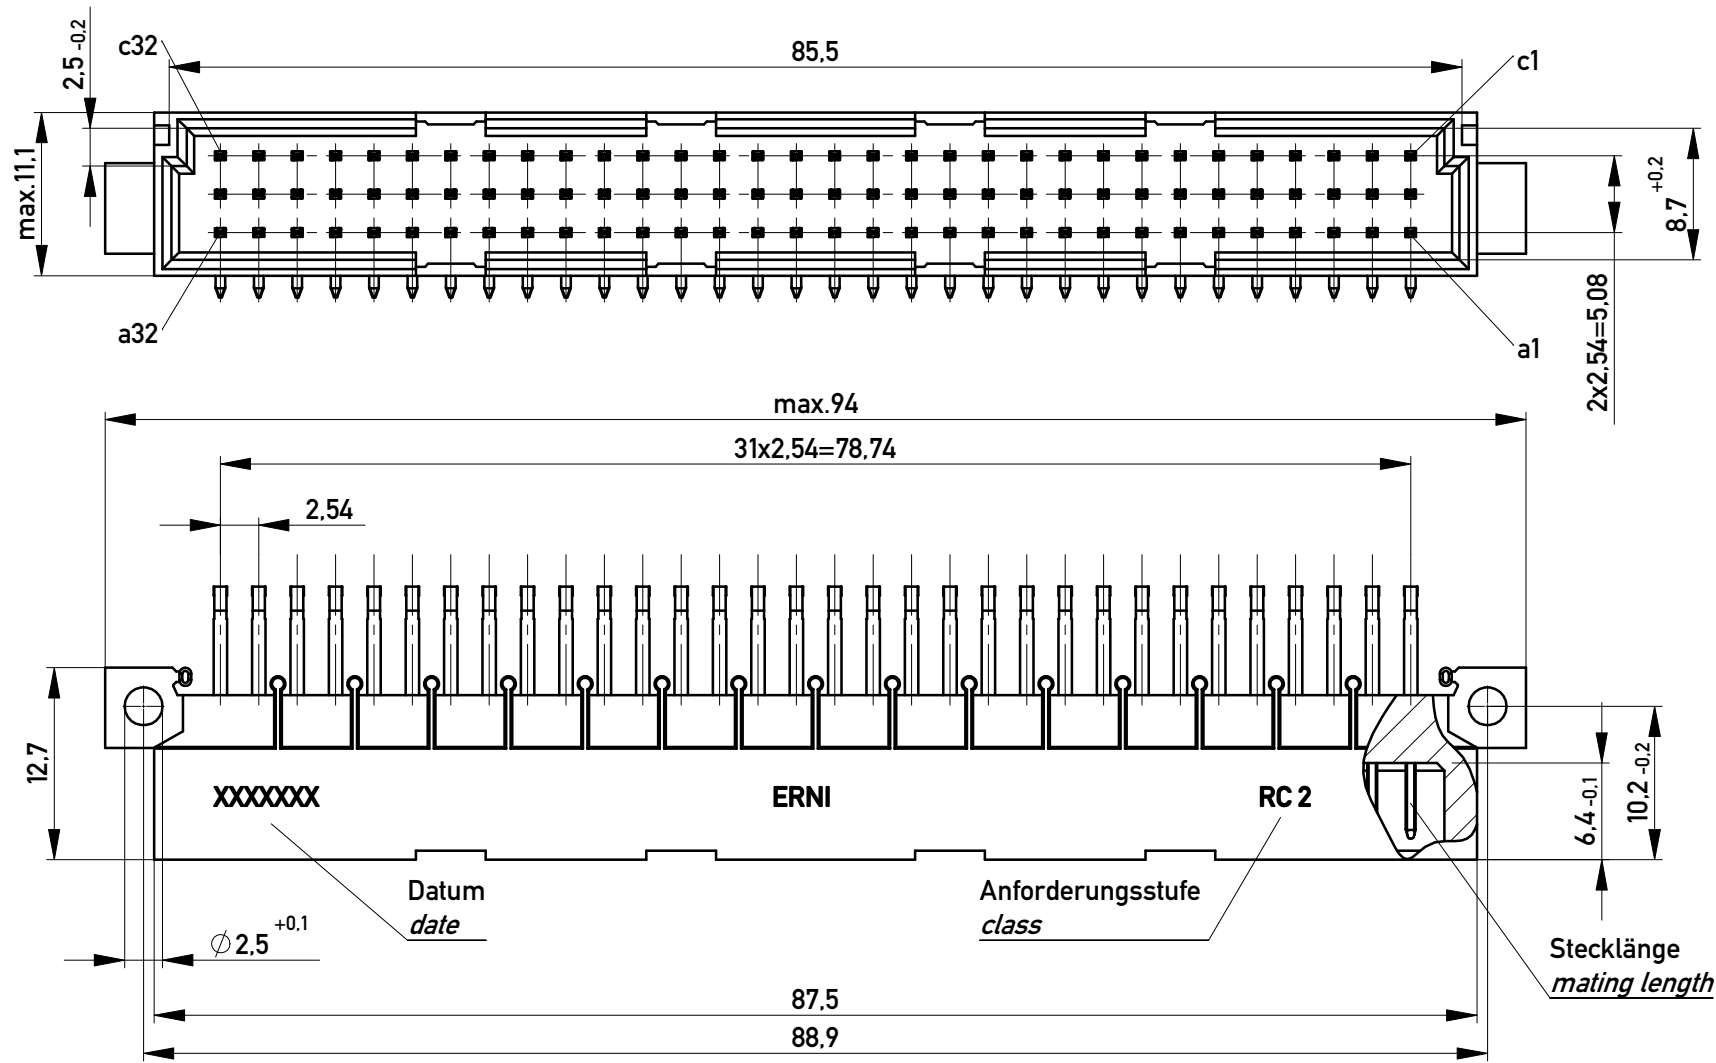 c32
85,5
c1
2,5 -0,2
max.11,1
8,7 +0,2
2x2,54=5,08
a32
a1
max.94
31x2,54=78,74
2,54
12,7
XXXXXXX
ERNI
RC 2
6,4 -0,1
10,2 -0,2
Datum
date
Anforderungsstufe
class
∅2,5 +0,1
Stecklänge
mating length
87,5
88,9